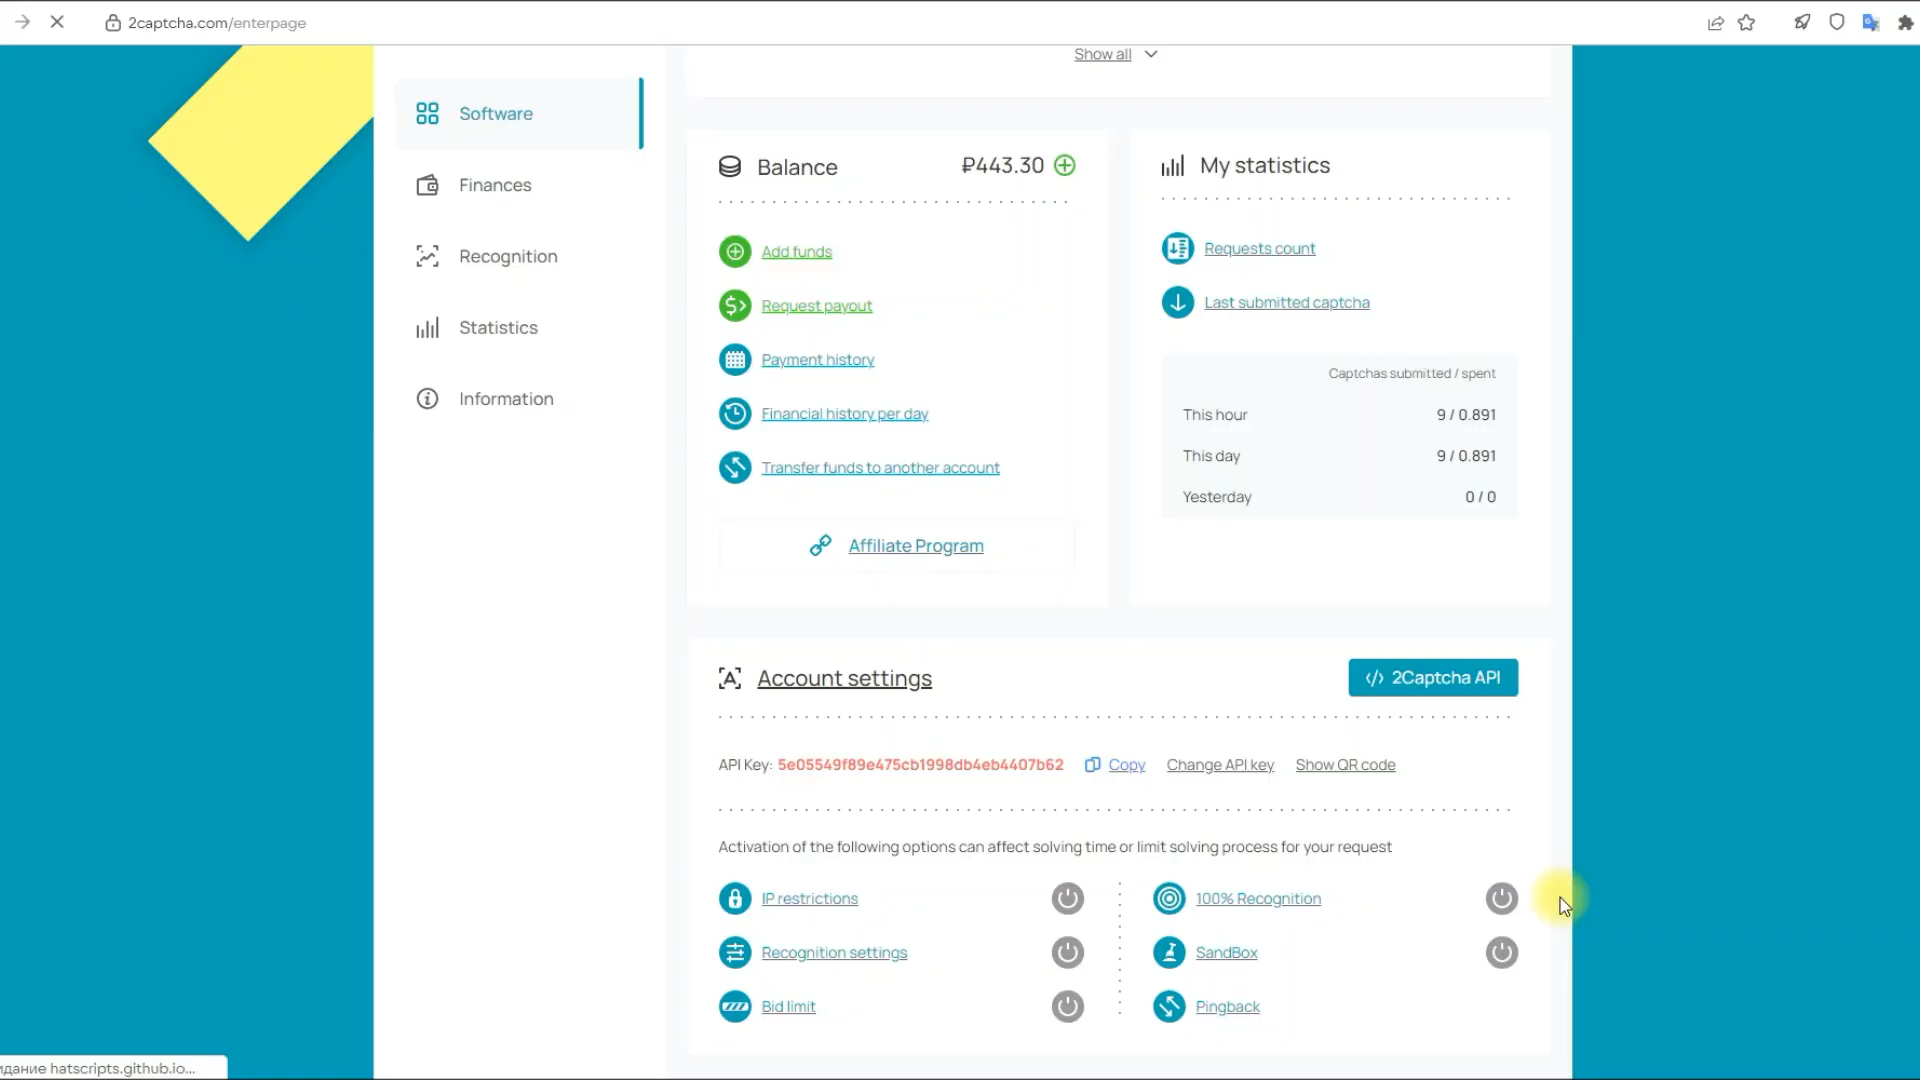 2captcha.com/enterpage
Show all
Software
Finances
Recognition
Statistics
Information
Balance
₽443.30
Add funds
Request payout
Payment history
Financial history per day
Transfer funds to another account
Affiliate Program
My statistics
Requests count
Last submitted captcha
Captchas submitted / spent
This hour 9 / 0.891
This day 9 / 0.891
Yesterday 0 / 0
Account settings
</> 2Captcha API
API Key: 5e05549f89e475cb1998db4eb4407b62 Copy Change API key Show QR code
Activation of the following options can affect solving time or limit solving process for your request
IP restrictions
Recognition settings
Bid limit
100% Recognition
SandBox
Pingback
идание hatscripts.github.io...